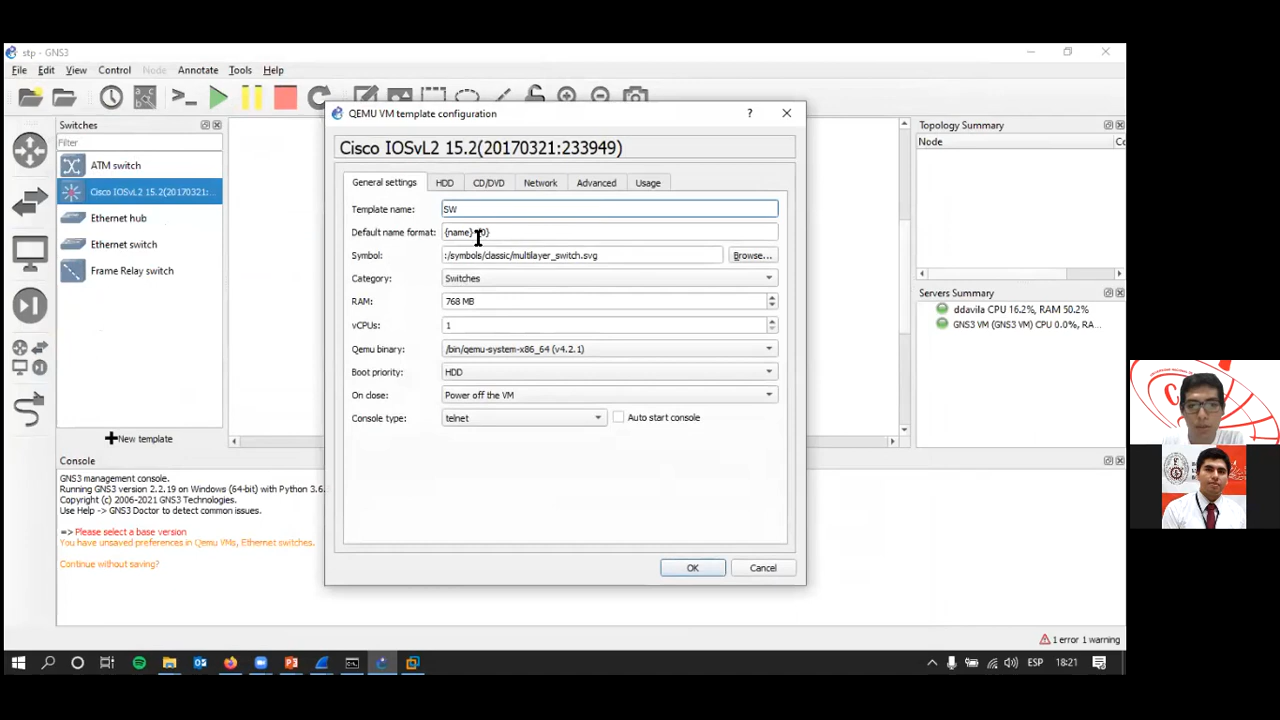 stp - GNS3
File Edit View Control Node Annotate Tools Help
Switches
Filter
ATM switch
Cisco IOSvL2 15.2(20170321:...
Ethernet hub
Ethernet switch
Frame Relay switch
New template
QEMU VM template configuration
Cisco IOSvL2 15.2(20170321:233949)
General settings HDD CD/DVD Network Advanced Usage
Template name: SW
Default name format: {name}
Symbol: :/symbols/classic/multilayer_switch.svg Browse...
Category: Switches
RAM: 768 MB
vCPUs: 1
Qemu binary: /bin/qemu-system-x86_64 (v4.2.1)
Boot priority: HDD
On close: Power off the VM
Console type: telnet Auto start console
OK Cancel
Topology Summary
Node
Servers Summary
ddavila CPU 16.2%, RAM 50.2%
GNS3 VM (GNS3 VM) CPU 0.0%, RA...
Console
GNS3 management console.
Running GNS3 version 2.2.19 on Windows (64-bit) with Python 3.6.
Copyright (c) 2006-2021 GNS3 Technologies.
Use Help -> GNS3 Doctor to detect common issues.
=> Please select a base version
You have unsaved preferences in Qemu VMs, Ethernet switches.
Continue without saving?
1 error 1 warning
ESP 18:21